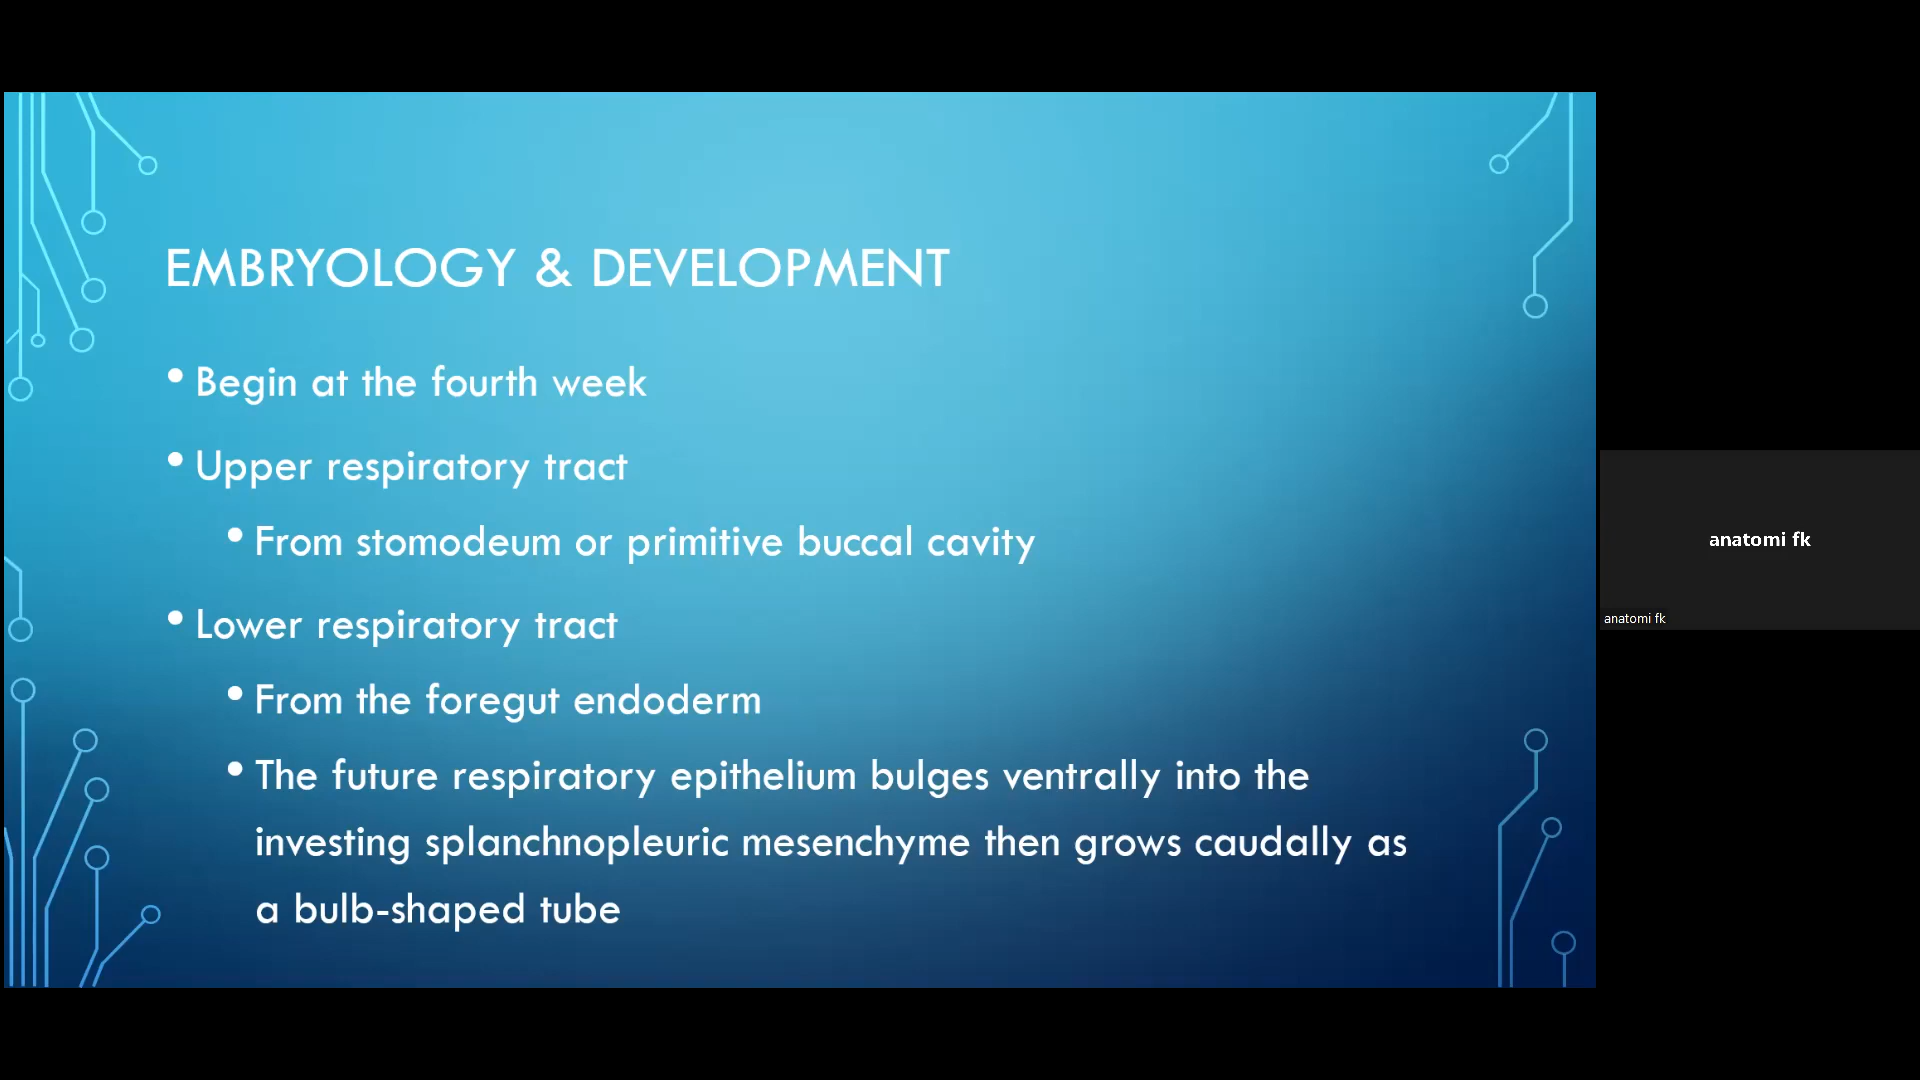 EMBRYOLOGY & DEVELOPMENT
• Begin at the fourth week
• Upper respiratory tract
• From stomodeum or primitive buccal cavity
• Lower respiratory tract
• From the foregut endoderm
• The future respiratory epithelium bulges ventrally into the
investing splanchnopleuric mesenchyme then grows caudally as
a bulb-shaped tube
anatomi fk
anatomi fk